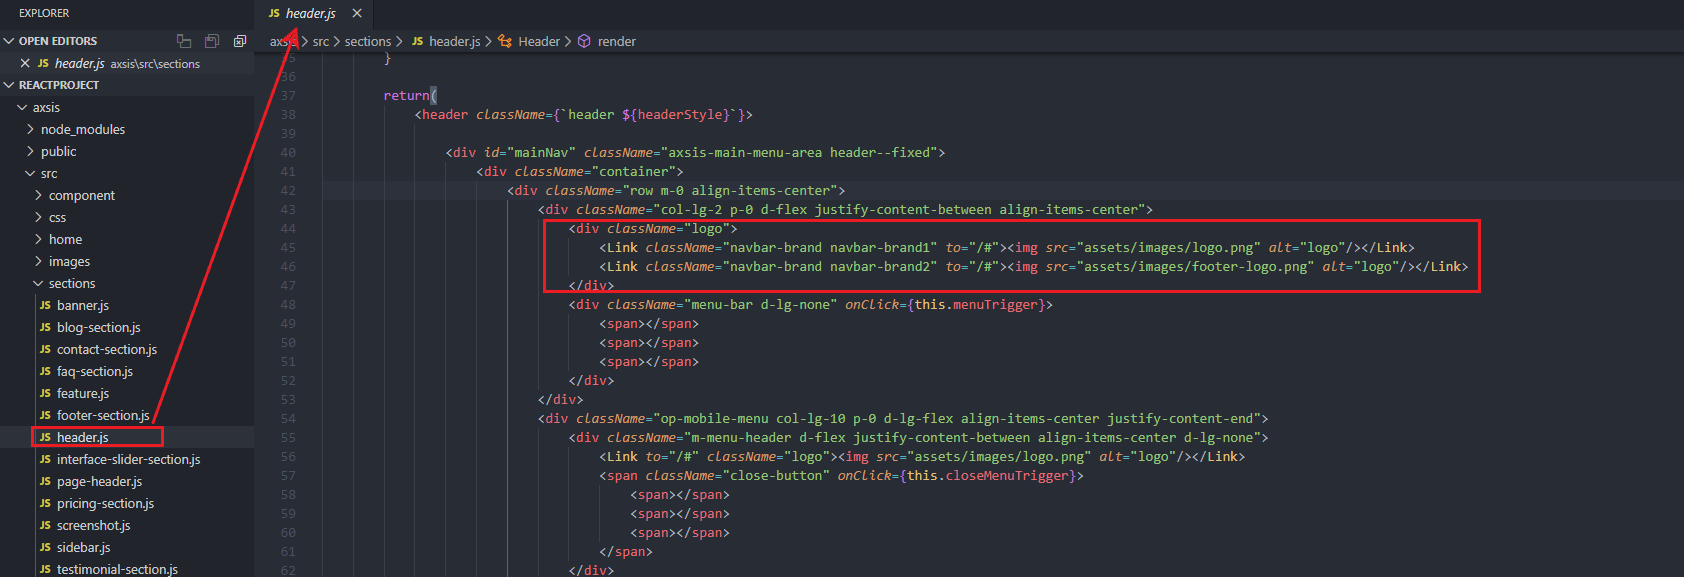 EXPLORER
OPEN EDITORS
JS header.js axsis\src\sections
REACTPROJECT
axsis
node_modules
public
src
component
css
home
images
sections
JS banner.js
JS blog-section.js
JS contact-section.js
JS faq-section.js
JS feature.js
JS footer-section.js
JS header.js
JS interface-slider-section.js
JS page-header.js
JS pricing-section.js
JS screenshot.js
JS sidebar.js
JS testimonial-section.js
JS header.js
axsis > src > sections > JS header.js > Header > render
35 }
36
37 return(
38 <header className={`header ${headerStyle}`}>
39
40 <div id="mainNav" className="axsis-main-menu-area header--fixed">
41 <div className="container">
42 <div className="row m-0 align-items-center">
43 <div className="col-lg-2 p-0 d-flex justify-content-between align-items-center">
44 <div className="logo">
45 <Link className="navbar-brand navbar-brand1" to="/#"><img src="assets/images/logo.png" alt="logo"/></Link>
46 <Link className="navbar-brand navbar-brand2" to="/#"><img src="assets/images/footer-logo.png" alt="logo"/></Link>
47 </div>
48 <div className="menu-bar d-lg-none" onClick={this.menuTrigger}>
49 <span></span>
50 <span></span>
51 <span></span>
52 </div>
53 </div>
54 <div className="op-mobile-menu col-lg-10 p-0 d-lg-flex align-items-center justify-content-end">
55 <div className="m-menu-header d-flex justify-content-between align-items-center d-lg-none">
56 <Link to="/#" className="logo"><img src="assets/images/logo.png" alt="logo"/></Link>
57 <span className="close-button" onClick={this.closeMenuTrigger}>
58 <span></span>
59 <span></span>
60 <span></span>
61 </span>
62 </div>